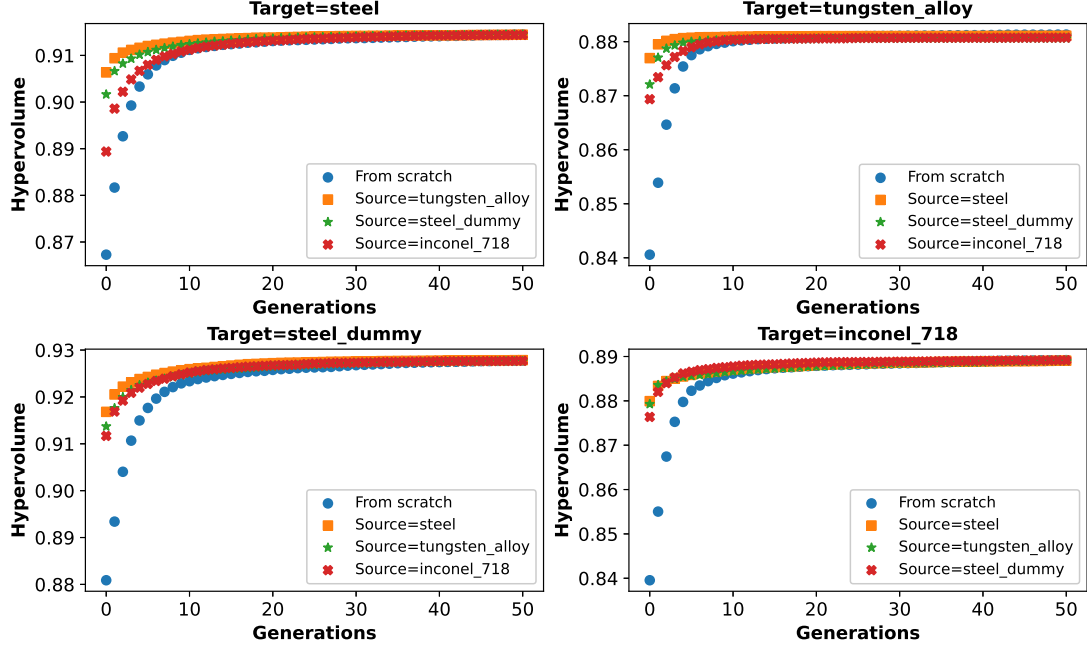 Target=steel
Hypervolume
0.91
0.90
0.89
0.88
0.87
From scratch
Source=tungsten_alloy
Source=steel_dummy
Source=inconel_718
0 10 20 30 40 50
Generations
Target=tungsten_alloy
Hypervolume
0.88
0.87
0.86
0.85
0.84
From scratch
Source=steel
Source=steel_dummy
Source=inconel_718
0 10 20 30 40 50
Generations
Target=steel_dummy
Hypervolume
0.93
0.92
0.91
0.90
0.89
0.88
From scratch
Source=steel
Source=tungsten_alloy
Source=inconel_718
0 10 20 30 40 50
Generations
Target=inconel_718
Hypervolume
0.89
0.88
0.87
0.86
0.85
0.84
From scratch
Source=steel
Source=tungsten_alloy
Source=steel_dummy
0 10 20 30 40 50
Generations